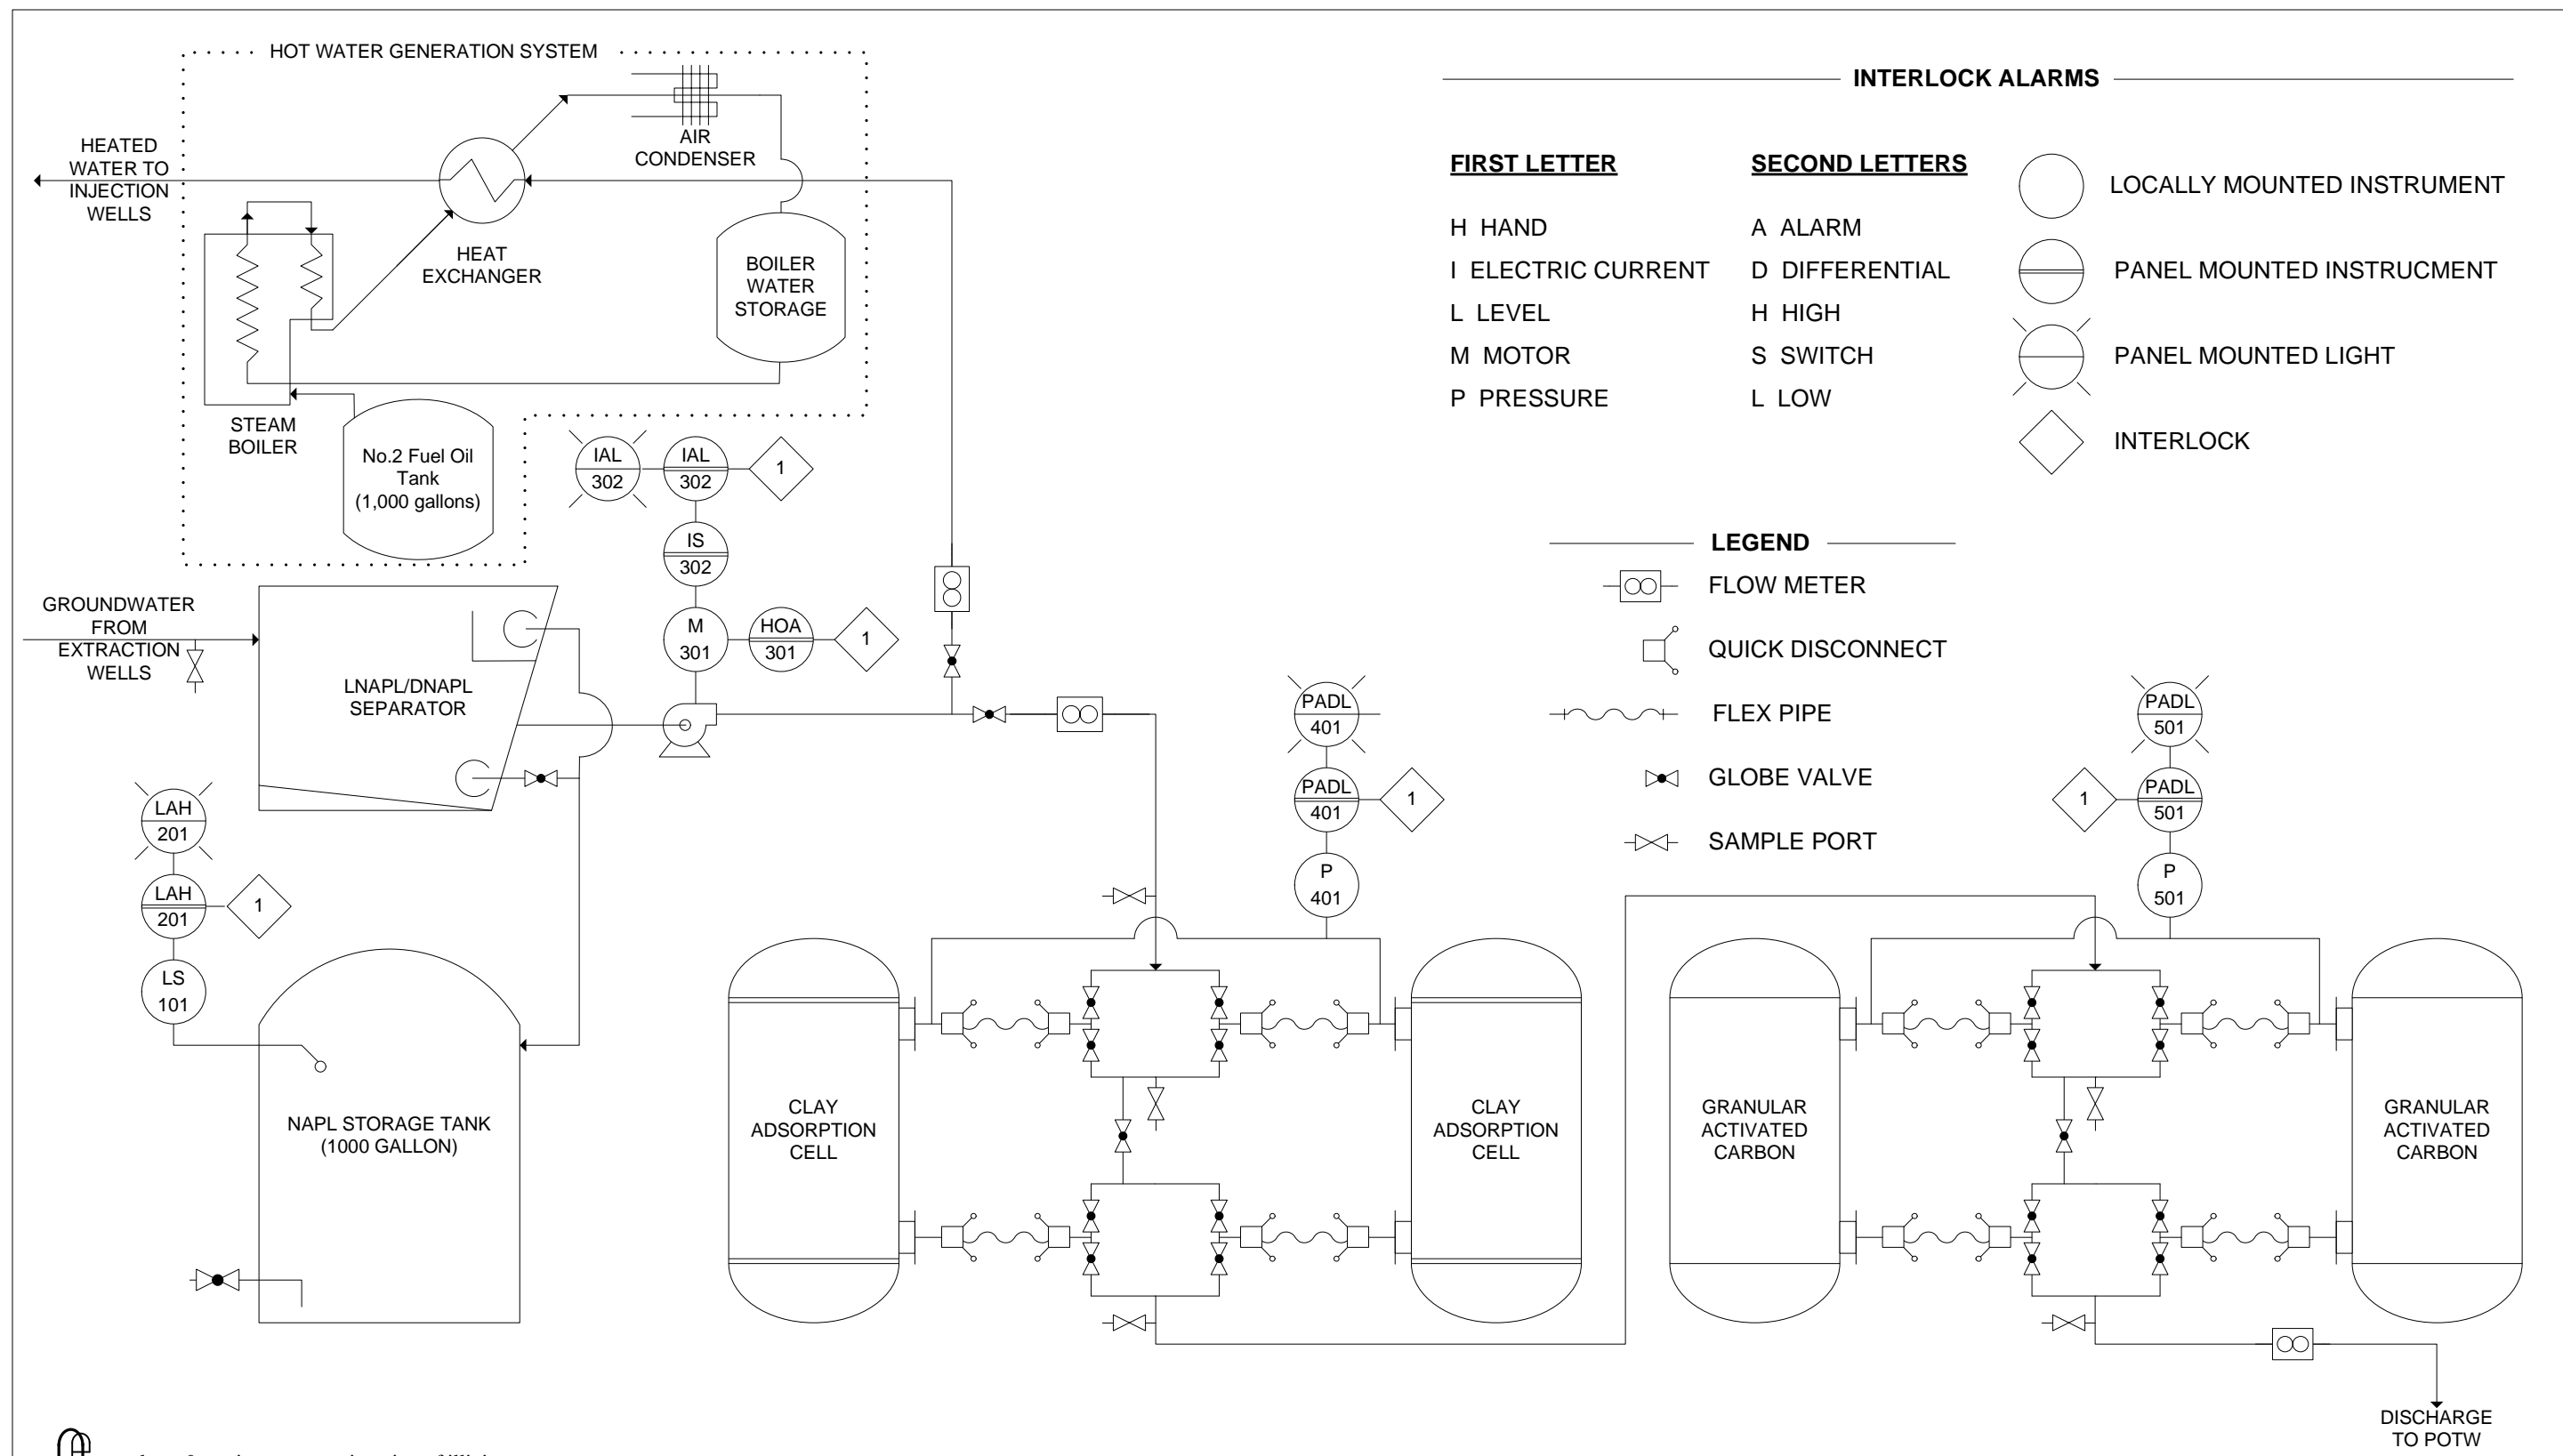 HOT WATER GENERATION SYSTEM
INTERLOCK ALARMS
HEATED
WATER TO
INJECTION
WELLS
AIR
CONDENSER
HEAT
EXCHANGER
BOILER
WATER
STORAGE
STEAM
BOILER
No.2 Fuel Oil
Tank
(1,000 gallons)
FIRST LETTER
H HAND
I ELECTRIC CURRENT
L LEVEL
M MOTOR
P PRESSURE
SECOND LETTERS
A ALARM
D DIFFERENTIAL
H HIGH
S SWITCH
L LOW
LOCALLY MOUNTED INSTRUMENT
PANEL MOUNTED INSTRUCMENT
PANEL MOUNTED LIGHT
INTERLOCK
IAL
302
IAL
302
1
IS
302
M
301
HOA
301
1
LEGEND
FLOW METER
QUICK DISCONNECT
FLEX PIPE
GLOBE VALVE
SAMPLE PORT
GROUNDWATER
FROM
EXTRACTION
WELLS
LNAPL/DNAPL
SEPARATOR
LAH
201
LAH
201
1
LS
101
NAPL STORAGE TANK
(1000 GALLON)
PADL
401
PADL
401
1
P
401
PADL
501
1
PADL
501
P
501
CLAY
ADSORPTION
CELL
CLAY
ADSORPTION
CELL
GRANULAR
ACTIVATED
CARBON
GRANULAR
ACTIVATED
CARBON
DISCHARGE
TO POTW